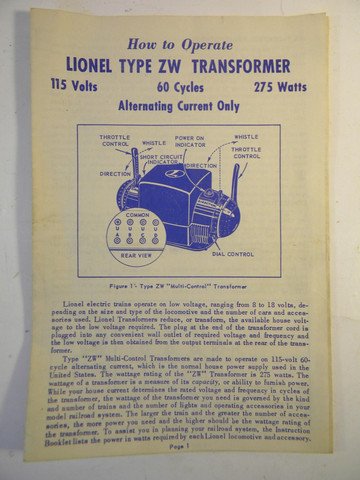 How to Operate
LIONEL TYPE ZW TRANSFORMER
115 Volts 60 Cycles 275 Watts
Alternating Current Only
THROTTLE CONTROL
WHISTLE
POWER ON INDICATOR
WHISTLE
THROTTLE CONTROL
SHORT CIRCUIT INDICATOR
DIRECTION
DIRECTION
COMMON
U U U U
A B C D
REAR VIEW
DIAL CONTROL
Figure 1 - Type ZW "Multi-Control" Transformer
Lionel electric trains operate on low voltage, ranging from 8 to 18 volts, de-
pending on the size and type of the locomotive and the number of cars and acces-
sories used. Lionel Transformers reduce, or transform, the available house volt-
age to the low voltage required. The plug at the end of the transformer cord is
plugged into any convenient wall outlet of required voltage and frequency and
the low voltage is then obtained from the output terminals at the rear of the trans-
former.
Type "ZW" Multi-Control Transformers are made to operate on 115-volt 60-
cycle alternating current, which is the normal house power supply used in the
United States. The wattage rating of the "ZW" Transformer is 275 watts. The
wattage of a transformer is a measure of its capacity, or ability to furnish power.
While your house current determines the rated voltage and frequency in cycles of
the transformer, the wattage of the transformer you need is governed by the kind
and number of trains and the number of lights and operating accessories in your
model railroad system. The larger the train and the greater the number of acces-
sories, the more power you need and the higher should be the wattage rating of
the transformer. To assist you in planning your railroad system, the Instruction
Booklet lists the power in watts required by each Lionel locomotive and accessory.
Page 1